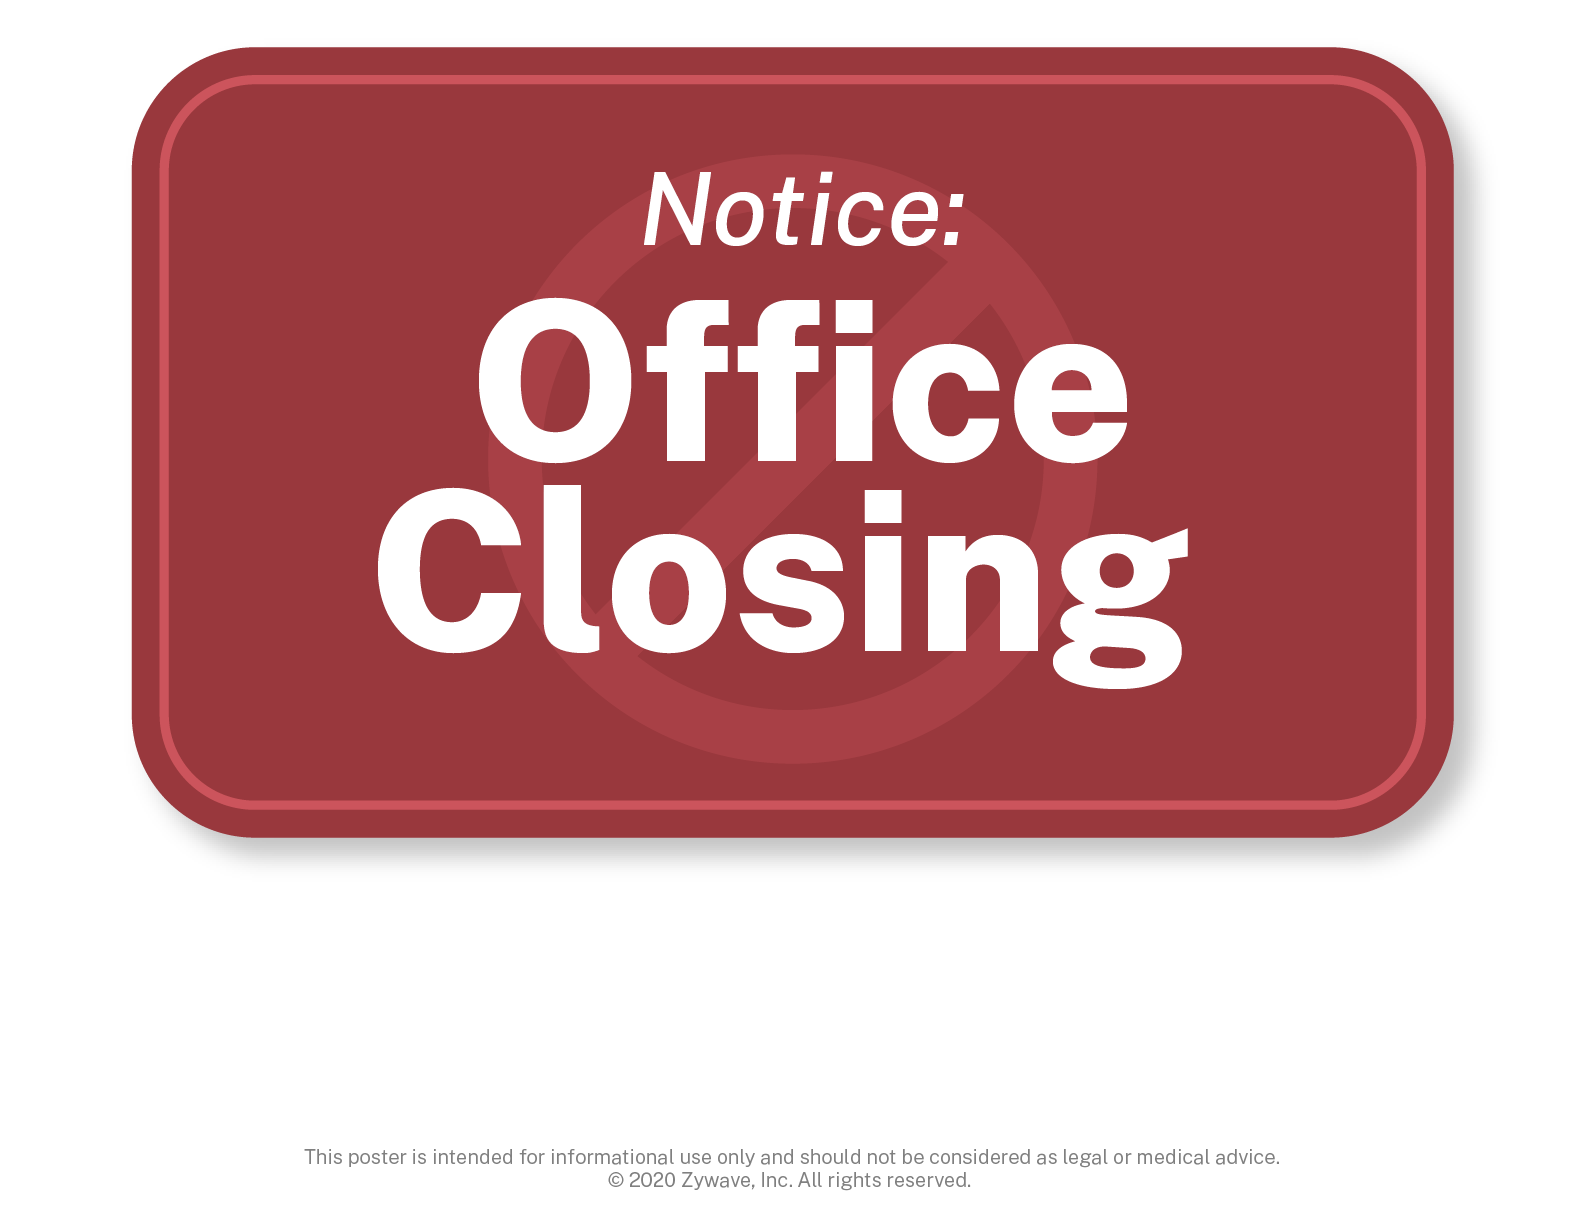 Notice:
Office
Closing
This poster is intended for informational use only and should not be considered as legal or medical advice.
© 2020 Zywave, Inc. All rights reserved.